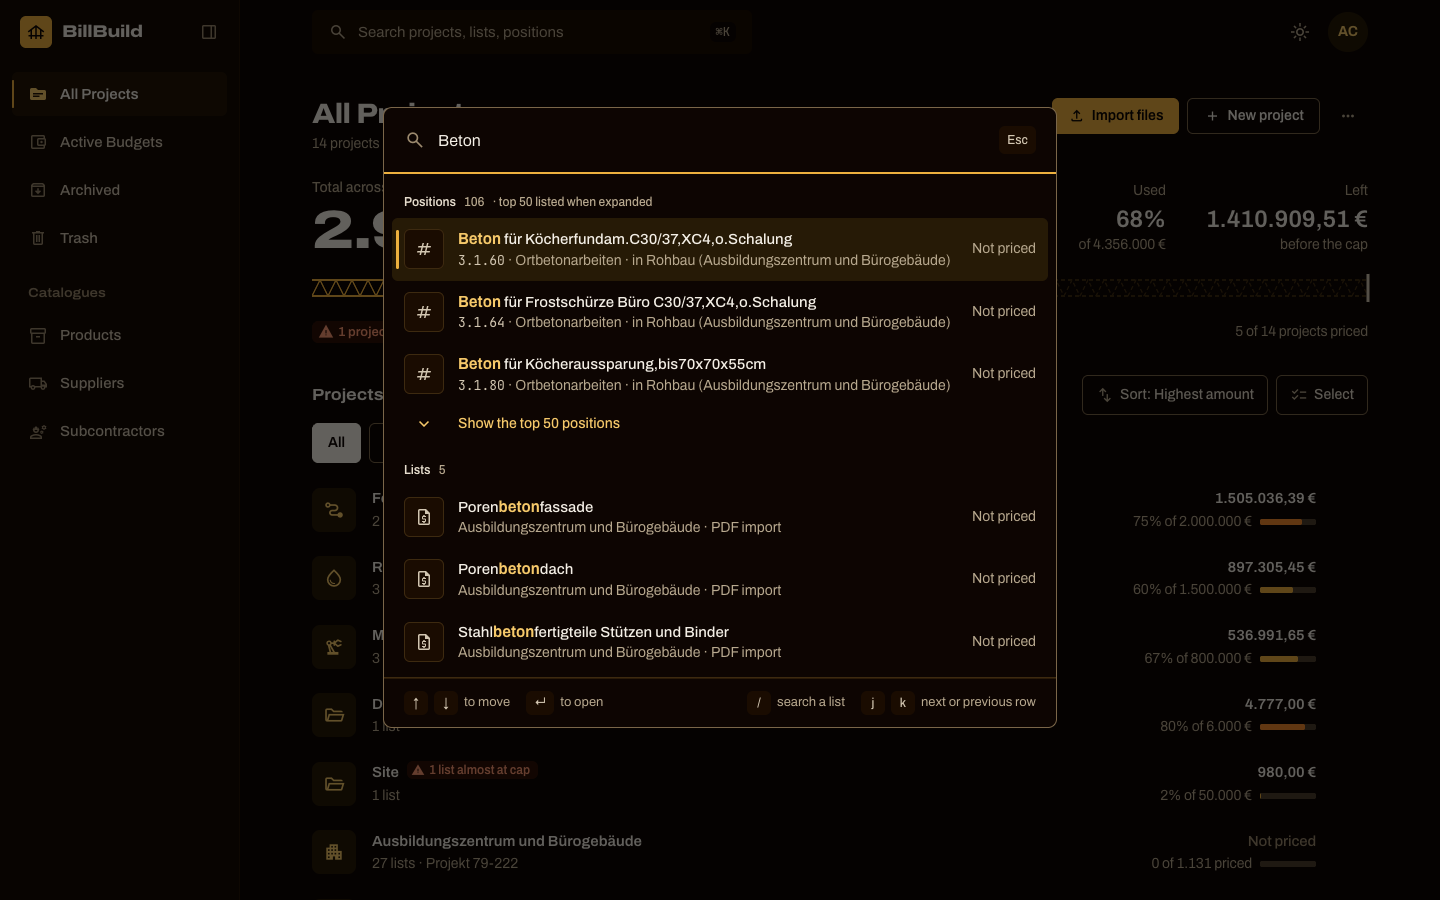 BillBuild
Search projects, lists, positions
⌘K
AC
All Projects
Active Budgets
Archived
Trash
Catalogues
Products
Suppliers
Subcontractors
14 projects
Import files
New project
Total across
Used
Left
68%
1.410.909,51 €
of 4.356.000 €
before the cap
5 of 14 projects priced
Projects
Sort: Highest amount
Select
All
Beton
Esc
Positions 106 · top 50 listed when expanded
Beton für Köcherfundam.C30/37,XC4,o.Schalung
3.1.60 · Ortbetonarbeiten · in Rohbau (Ausbildungszentrum und Bürogebäude)
Not priced
Beton für Frostschürze Büro C30/37,XC4,o.Schalung
3.1.64 · Ortbetonarbeiten · in Rohbau (Ausbildungszentrum und Bürogebäude)
Not priced
Beton für Köcheraussparung,bis70x70x55cm
3.1.80 · Ortbetonarbeiten · in Rohbau (Ausbildungszentrum und Bürogebäude)
Not priced
Show the top 50 positions
Lists 5
Porenbetonfassade
Ausbildungszentrum und Bürogebäude · PDF import
Not priced
Porenbetondach
Ausbildungszentrum und Bürogebäude · PDF import
Not priced
Stahlbetonfertigteile Stützen und Binder
Ausbildungszentrum und Bürogebäude · PDF import
Not priced
↑ ↓ to move ↵ to open / search a list j k next or previous row
1.505.036,39 €
75% of 2.000.000 €
897.305,45 €
60% of 1.500.000 €
536.991,65 €
67% of 800.000 €
4.777,00 €
1 list
80% of 6.000 €
Site
1 list almost at cap
980,00 €
1 list
2% of 50.000 €
Ausbildungszentrum und Bürogebäude
Not priced
27 lists · Projekt 79-222
0 of 1.131 priced